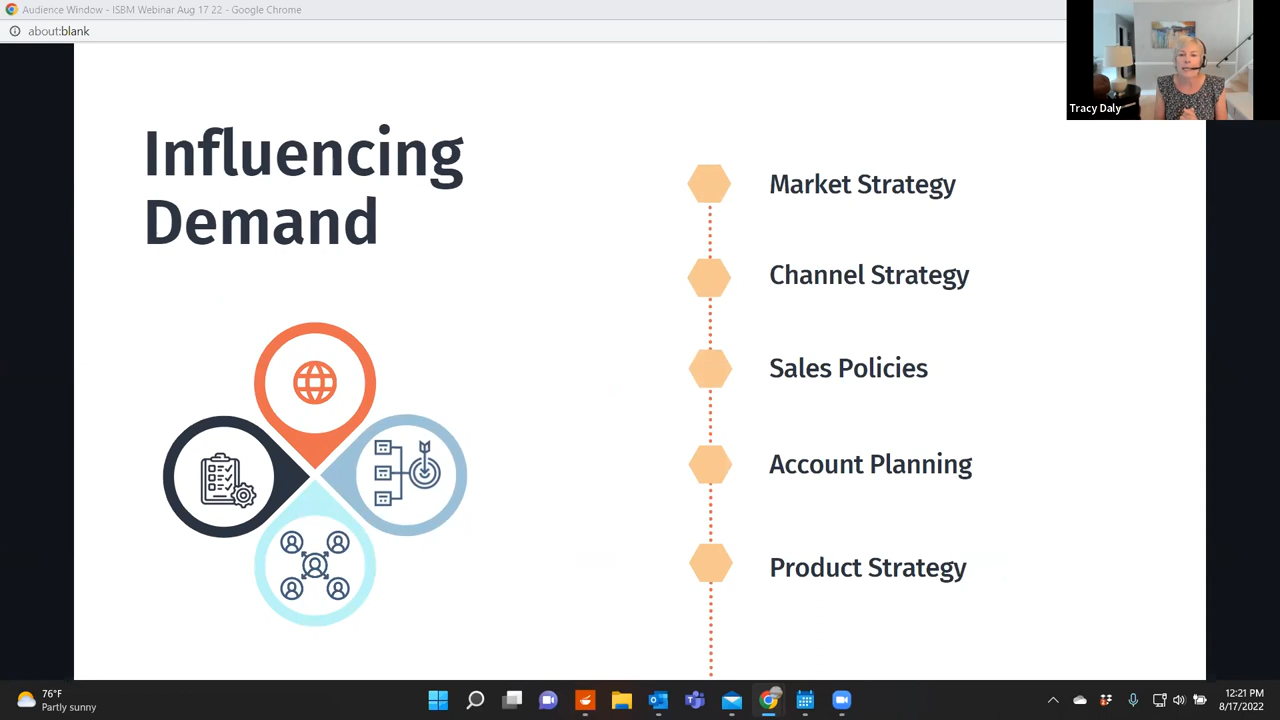 Audience Window - ISBM Webinar Aug 17 22 - Google Chrome
about:blank
Tracy Daly
Influencing
Demand
Market Strategy
Channel Strategy
Sales Policies
Account Planning
Product Strategy
76°F
Partly sunny
12:21 PM
8/17/2022